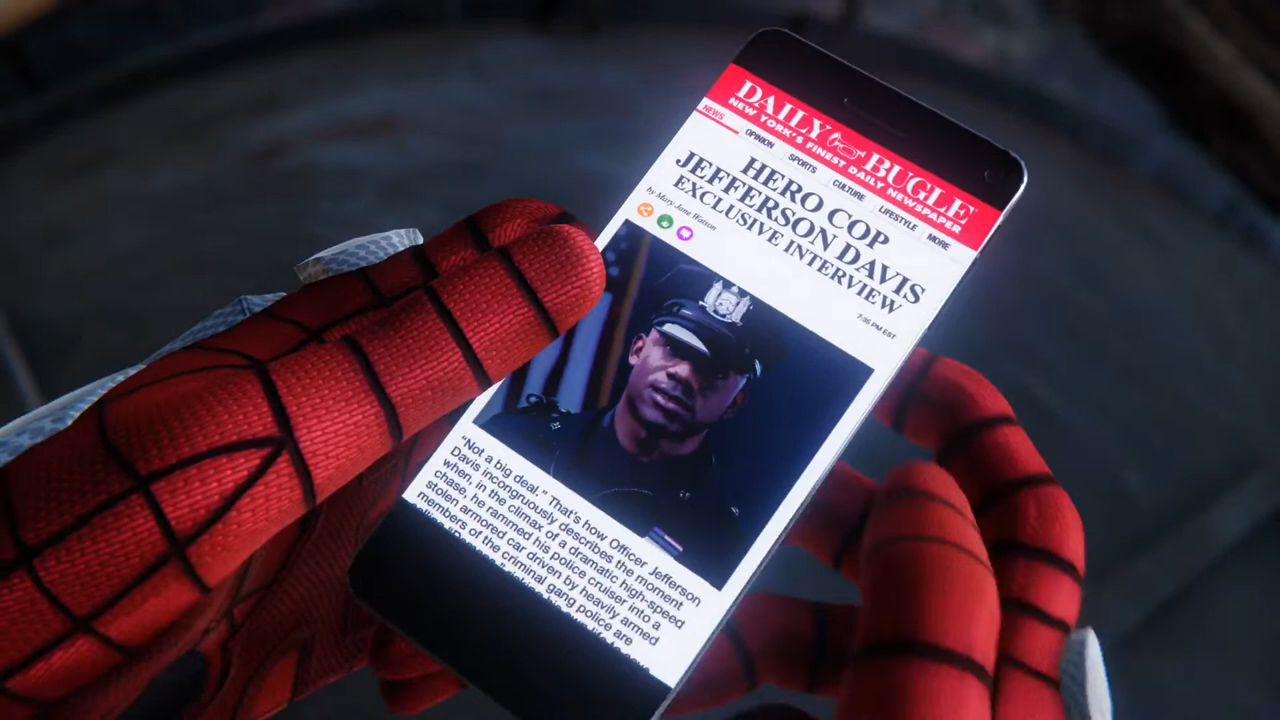 DAILY BUGLE
NEW YORK'S FINEST DAILY NEWSPAPER
NEWS OPINION SPORTS CULTURE LIFESTYLE MORE
HERO COP
JEFFERSON DAVIS
EXCLUSIVE INTERVIEW
by Mary Jane Watson
7:36 PM EST
"Not a big deal." That's how Officer Jefferson
Davis incongruously describes the moment
when, in the climax of a dramatic high-speed
chase, he rammed his police cruiser into a
stolen armored car driven by heavily armed
members of the criminal gang police are